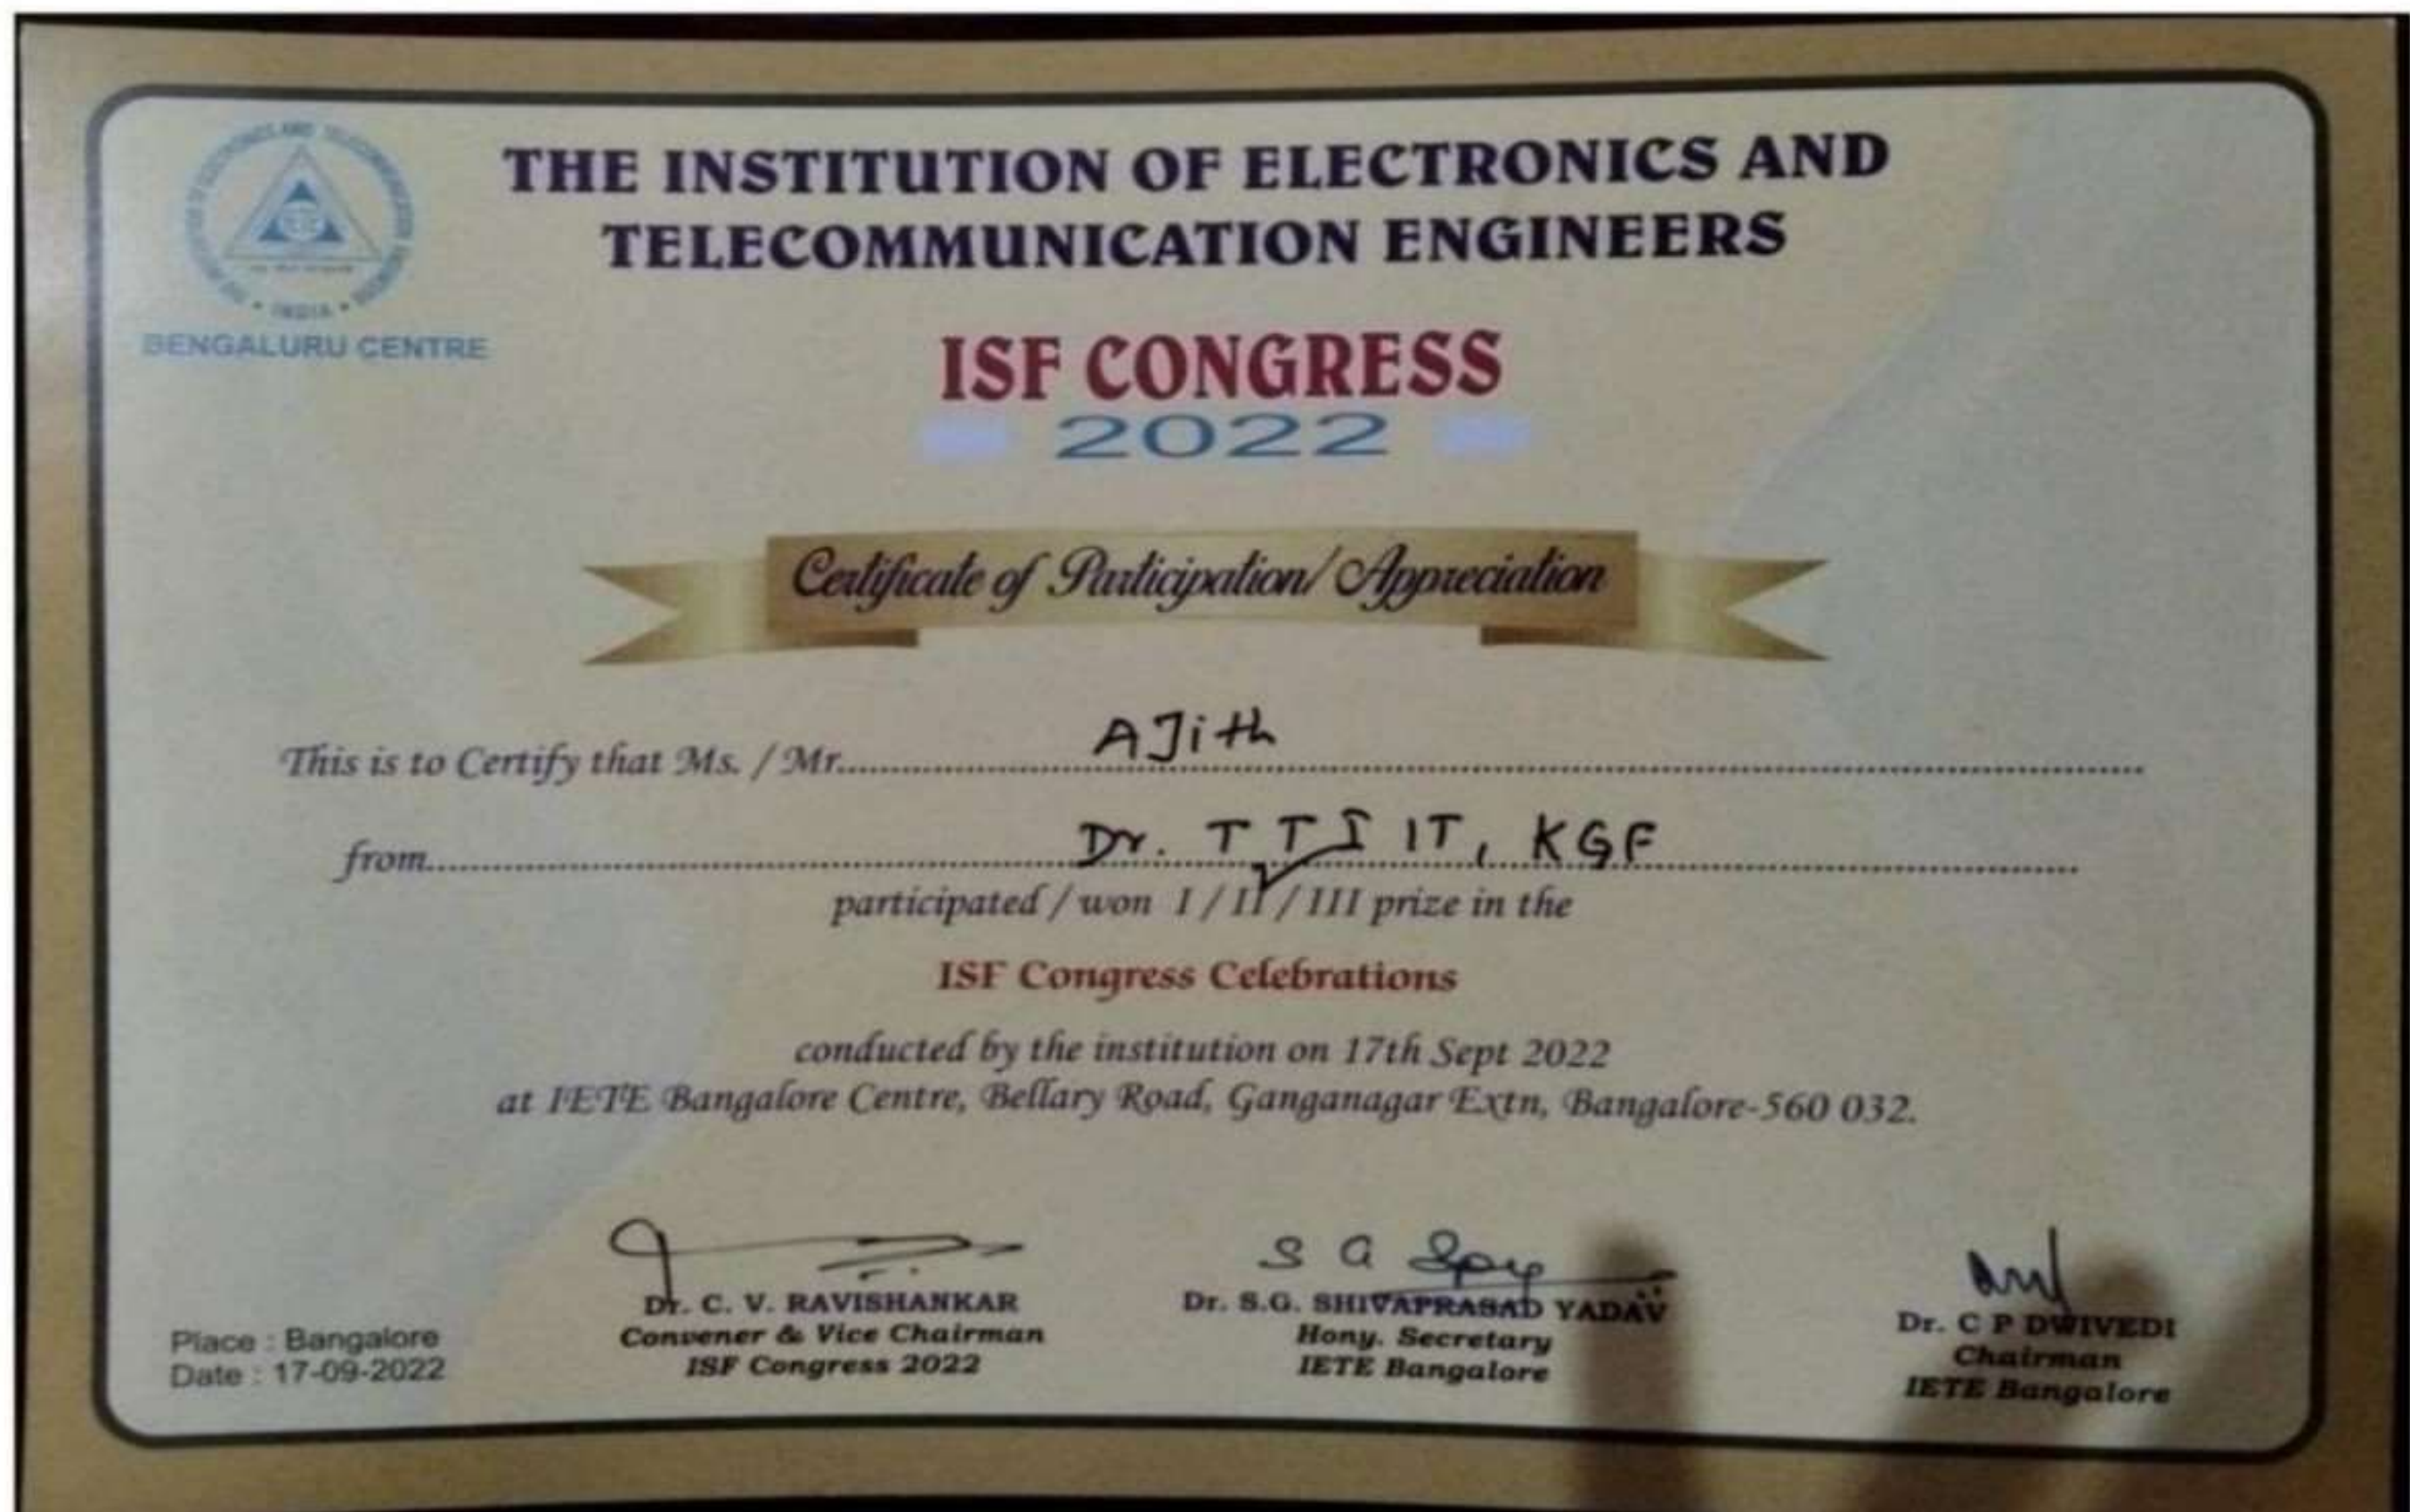 THE INSTITUTION OF ELECTRONICS AND
TELECOMMUNICATION ENGINEERS
INDIA
BENGALURU CENTRE
ISF CONGRESS
2022
Certificate of Participation/Appreciation
This is to Certify that Ms. / Mr. AJith
from Dr. T T I IT, KGF
participated / won I / II / III prize in the
ISF Congress Celebrations
conducted by the institution on 17th Sept 2022
at IETE Bangalore Centre, Bellary Road, Ganganagar Extn, Bangalore-560 032.
S G
Dr. C. V. RAVISHANKAR
Convener & Vice Chairman
ISF Congress 2022
Dr. S.G. SHIVAPRASAD YADAV
Hony. Secretary
IETE Bangalore
Dr. C P DWIVEDI
Chairman
IETE Bangalore
Place : Bangalore
Date : 17-09-2022